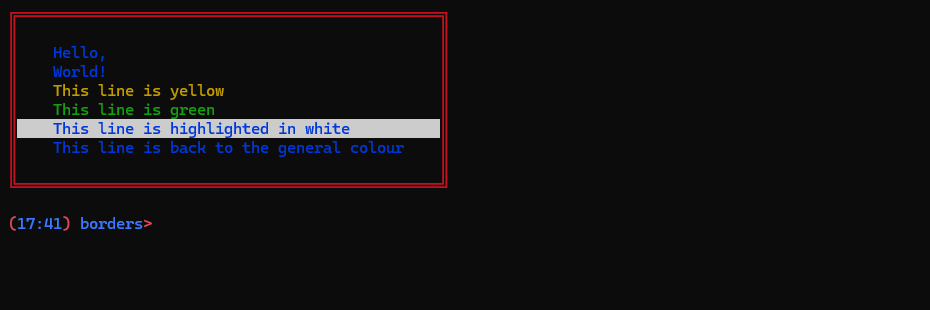 Hello,
World!
This line is yellow
This line is green
This line is highlighted in white
This line is back to the general colour
(17:41) borders>